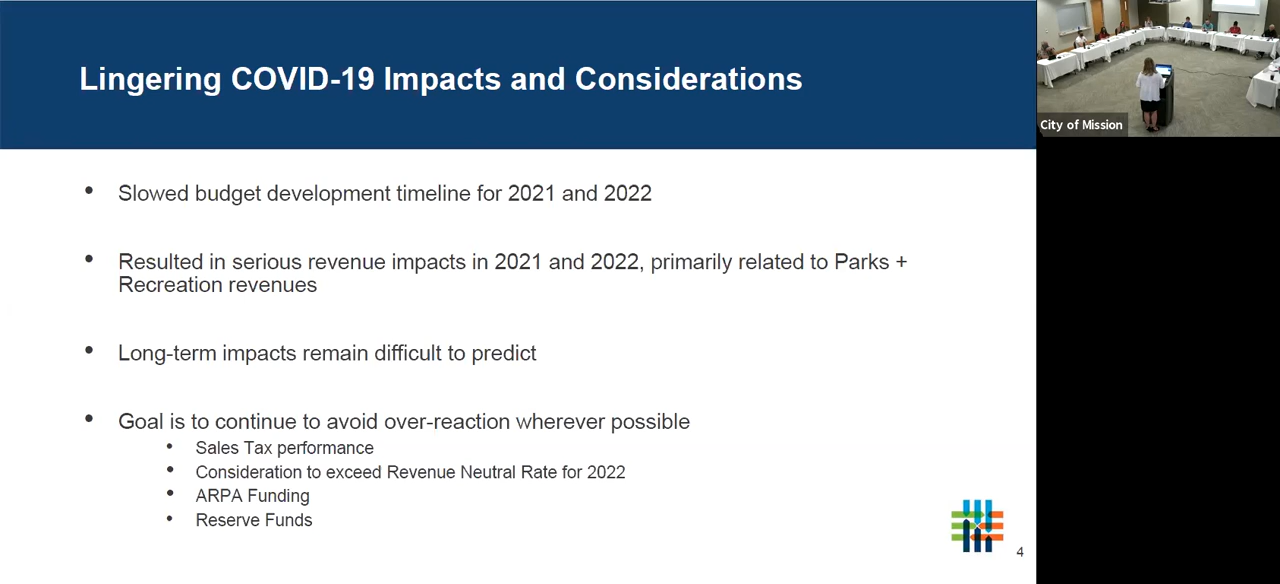 Lingering COVID-19 Impacts and Considerations
• Slowed budget development timeline for 2021 and 2022
• Resulted in serious revenue impacts in 2021 and 2022, primarily related to Parks +
Recreation revenues
• Long-term impacts remain difficult to predict
• Goal is to continue to avoid over-reaction wherever possible
• Sales Tax performance
• Consideration to exceed Revenue Neutral Rate for 2022
• ARPA Funding
• Reserve Funds
4
City of Mission